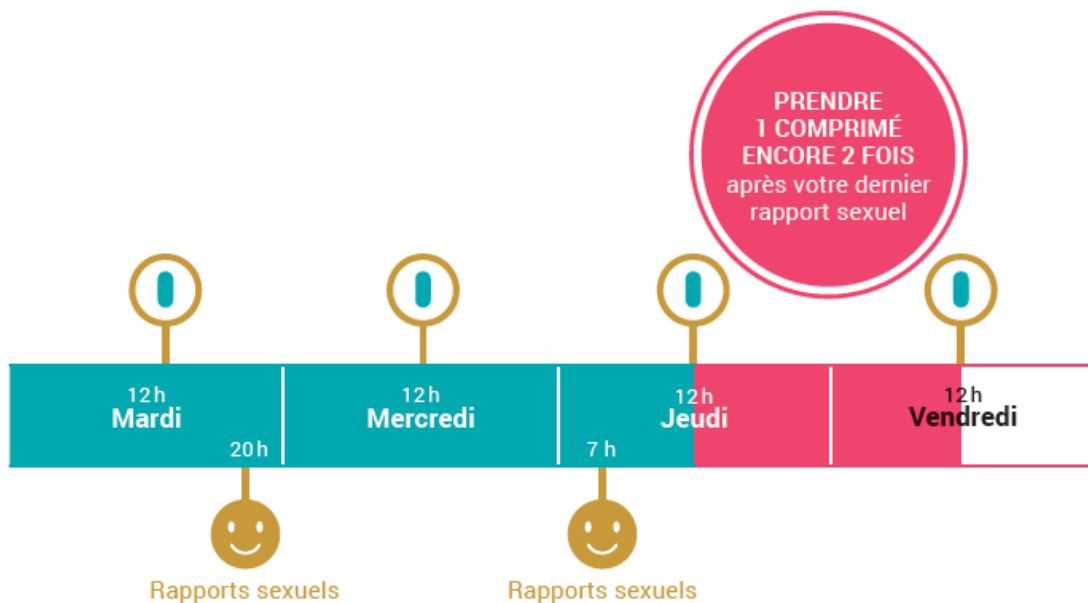 PRENDRE
1 COMPRIMÉ
ENCORE 2 FOIS
après votre dernier
rapport sexuel
12 h
Mardi
20 h
12 h
Mercredi
12 h
Jeudi
7 h
12 h
Vendredi
Rapports sexuels
Rapports sexuels